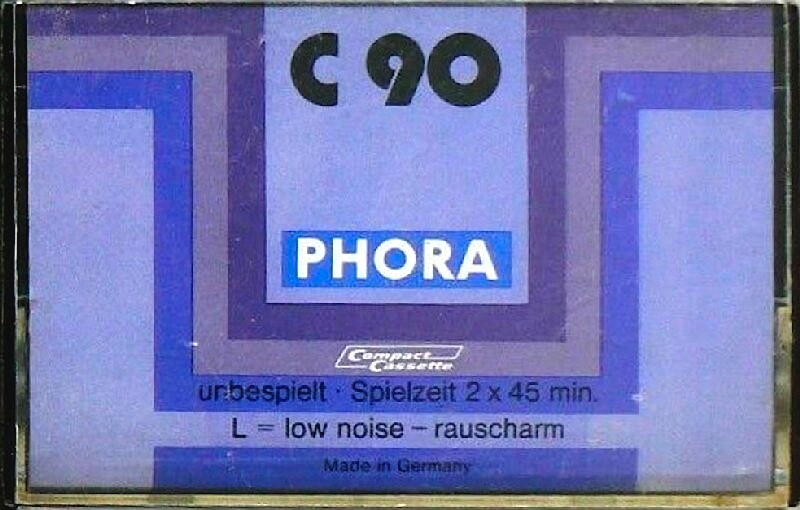 C 90
PHORA
Compact
Cassette
unbespielt · Spielzeit 2 x 45 min.
L = low noise – rauscharm
Made in Germany